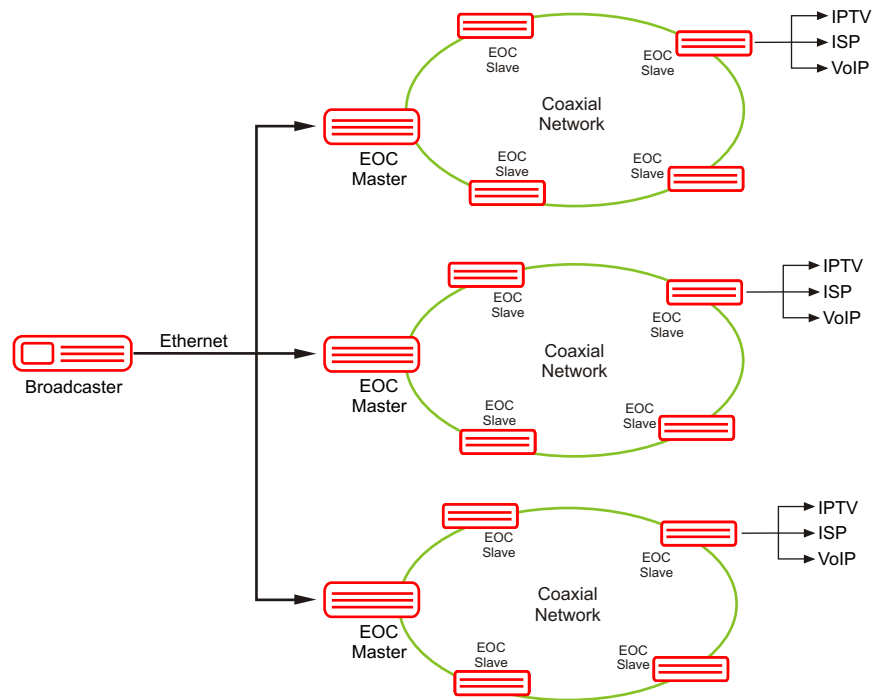 IPTV
ISP
VoIP
EOC
Slave
EOC
Slave
Coaxial
Network
EOC
Master
EOC
Slave
EOC
Slave
IPTV
ISP
VoIP
EOC
Slave
EOC
Slave
Ethernet
Broadcaster
Coaxial
Network
EOC
Master
EOC
Slave
EOC
Slave
IPTV
ISP
VoIP
EOC
Slave
EOC
Slave
Coaxial
Network
EOC
Master
EOC
Slave
EOC
Slave